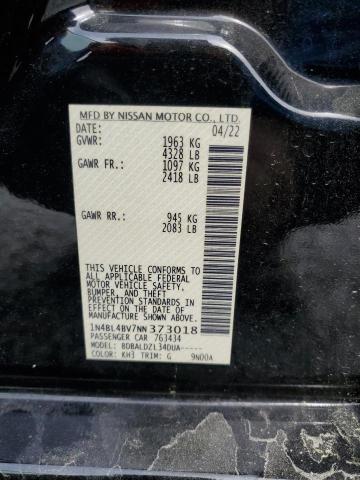 MFD BY NISSAN MOTOR CO., LTD.
DATE: 04/22
GVWR: 1963 KG
4328 LB
GAWR FR.: 1097 KG
2418 LB
GAWR RR.: 945 KG
2083 LB
THIS VEHICLE CONFORMS TO
ALL APPLICABLE FEDERAL
MOTOR VEHICLE SAFETY,
BUMPER, AND THEFT
PREVENTION STANDARDS IN
EFFECT ON THE DATE OF
MANUFACTURE SHOWN ABOVE.
1N4BL4BV7NN373018
PASSENGER CAR 763434
MODEL: BDBALDZL34DUA-----
COLOR: KH3 TRIM: G 9N00A